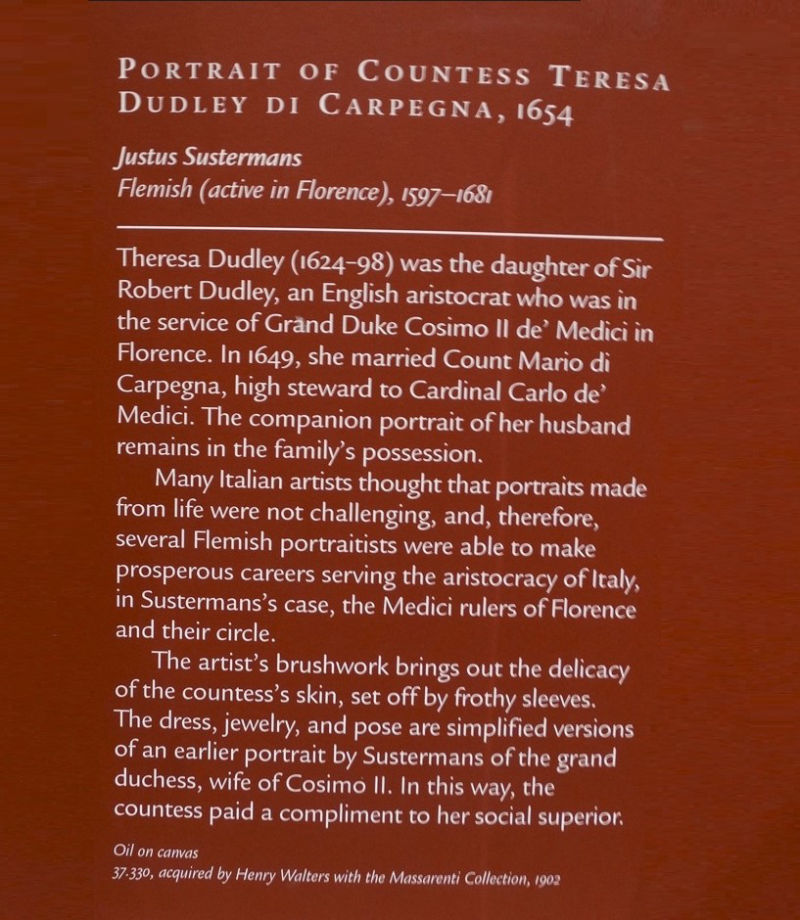 PORTRAIT OF COUNTESS TERESA
DUDLEY DI CARPEGNA, 1654
Justus Sustermans
Flemish (active in Florence), 1597–1681
Theresa Dudley (1624–98) was the daughter of Sir
Robert Dudley, an English aristocrat who was in
the service of Grand Duke Cosimo II de’ Medici in
Florence. In 1649, she married Count Mario di
Carpegna, high steward to Cardinal Carlo de’
Medici. The companion portrait of her husband
remains in the family’s possession.
Many Italian artists thought that portraits made
from life were not challenging, and, therefore,
several Flemish portraitists were able to make
prosperous careers serving the aristocracy of Italy,
in Sustermans’s case, the Medici rulers of Florence
and their circle.
The artist’s brushwork brings out the delicacy
of the countess’s skin, set off by frothy sleeves.
The dress, jewelry, and pose are simplified versions
of an earlier portrait by Sustermans of the grand
duchess, wife of Cosimo II. In this way, the
countess paid a compliment to her social superior.
Oil on canvas
37.330, acquired by Henry Walters with the Massarenti Collection, 1902